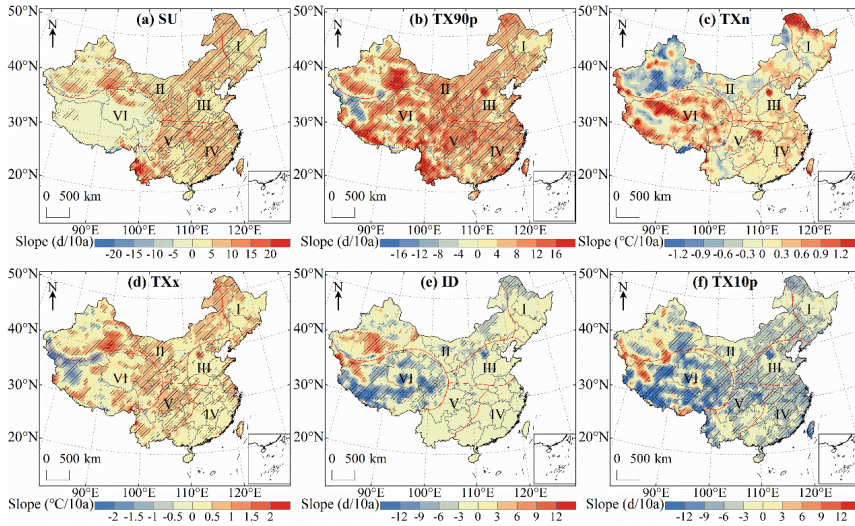 (a) SU
N
50°N
40°N
30°N
20°N
I
II
III
IV
V
VI
0 500 km
90°E 100°E 110°E 120°E
Slope (d/10a)
-20 -15 -10 -5 0 5 10 15 20
(b) TX90p
N
50°N
40°N
30°N
20°N
I
II
III
IV
V
VI
0 500 km
90°E 100°E 110°E 120°E
Slope (d/10a)
-16 -12 -8 -4 0 4 8 12 16
(c) TXn
N
50°N
40°N
30°N
20°N
I
II
III
IV
V
VI
0 500 km
90°E 100°E 110°E 120°E
Slope (°C/10a)
-1.2 -0.9 -0.6 -0.3 0 0.3 0.6 0.9 1.2
(d) TXx
N
50°N
40°N
30°N
20°N
I
II
III
IV
V
VI
0 500 km
90°E 100°E 110°E 120°E
Slope (°C/10a)
-2 -1.5 -1 -0.5 0 0.5 1 1.5 2
(e) ID
N
50°N
40°N
30°N
20°N
I
II
III
IV
V
VI
0 500 km
90°E 100°E 110°E 120°E
Slope (d/10a)
-12 -9 -6 -3 0 3 6 9 12
(f) TX10p
N
50°N
40°N
30°N
20°N
I
II
III
IV
V
VI
0 500 km
90°E 100°E 110°E 120°E
Slope (d/10a)
-12 -9 -6 -3 0 3 6 9 12